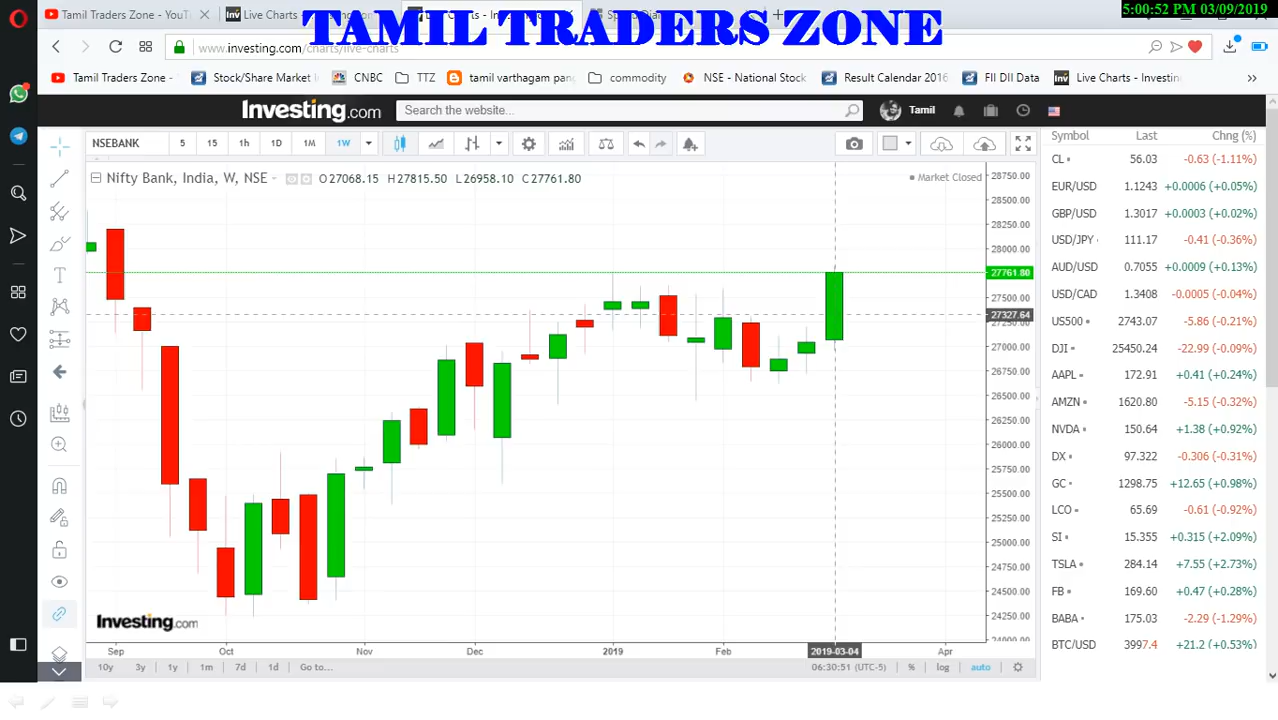 Tamil Traders Zone - YouT
Live Charts
5:00:52 PM 03/09/2019
TAMIL TRADERS ZONE
www.investing.com/charts/live-charts
Tamil Traders Zone -
Stock/Share Market
CNBC
TTZ
tamil varthagam pang
commodity
NSE - National Stock
Result Calendar 2016
FII DII Data
Live Charts - Investin
»
Investing.com
Search the website...
Tamil
NSEBANK 5 15 1h 1D 1M 1W
Symbol Last Chng (%)
Nifty Bank, India, W, NSE O27068.15 H27815.50 L26958.10 C27761.80
Market Closed
28750.00
28500.00
28250.00
28000.00
27761.80
27500.00
27327.64
27250.00
27000.00
26750.00
26500.00
26250.00
26000.00
25750.00
25500.00
25250.00
25000.00
24750.00
24500.00
24250.00
24000.00
CL 56.03 -0.63 (-1.11%)
EUR/USD 1.1243 +0.0006 (+0.05%)
GBP/USD 1.3017 +0.0003 (+0.02%)
USD/JPY 111.17 -0.41 (-0.36%)
AUD/USD 0.7055 +0.0009 (+0.13%)
USD/CAD 1.3408 -0.0005 (-0.04%)
US500 2743.07 -5.86 (-0.21%)
DJI 25450.24 -22.99 (-0.09%)
AAPL 172.91 +0.41 (+0.24%)
AMZN 1620.80 -5.15 (-0.32%)
NVDA 150.64 +1.38 (+0.92%)
DX 97.322 -0.306 (-0.31%)
GC 1298.75 +12.65 (+0.98%)
LCO 65.69 -0.61 (-0.92%)
SI 15.355 +0.315 (+2.09%)
TSLA 284.14 +7.55 (+2.73%)
FB 169.60 +0.47 (+0.28%)
BABA 175.03 -2.29 (-1.29%)
BTC/USD 3997.4 +21.2 (+0.53%)
Investing.com
Sep Oct Nov Dec 2019 Feb 2019-03-04 Apr
10y 3y 1y 1m 7d 1d Go to...
06:30:51 (UTC-5) % log auto